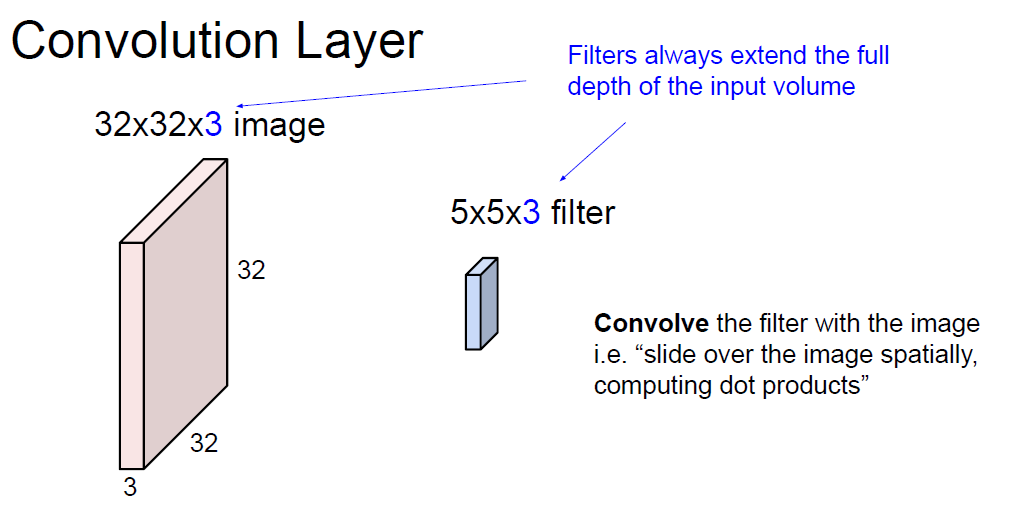 Convolution Layer
Filters always extend the full
depth of the input volume
32x32x3 image
5x5x3 filter
32
32
3
Convolve the filter with the image
i.e. “slide over the image spatially,
computing dot products”